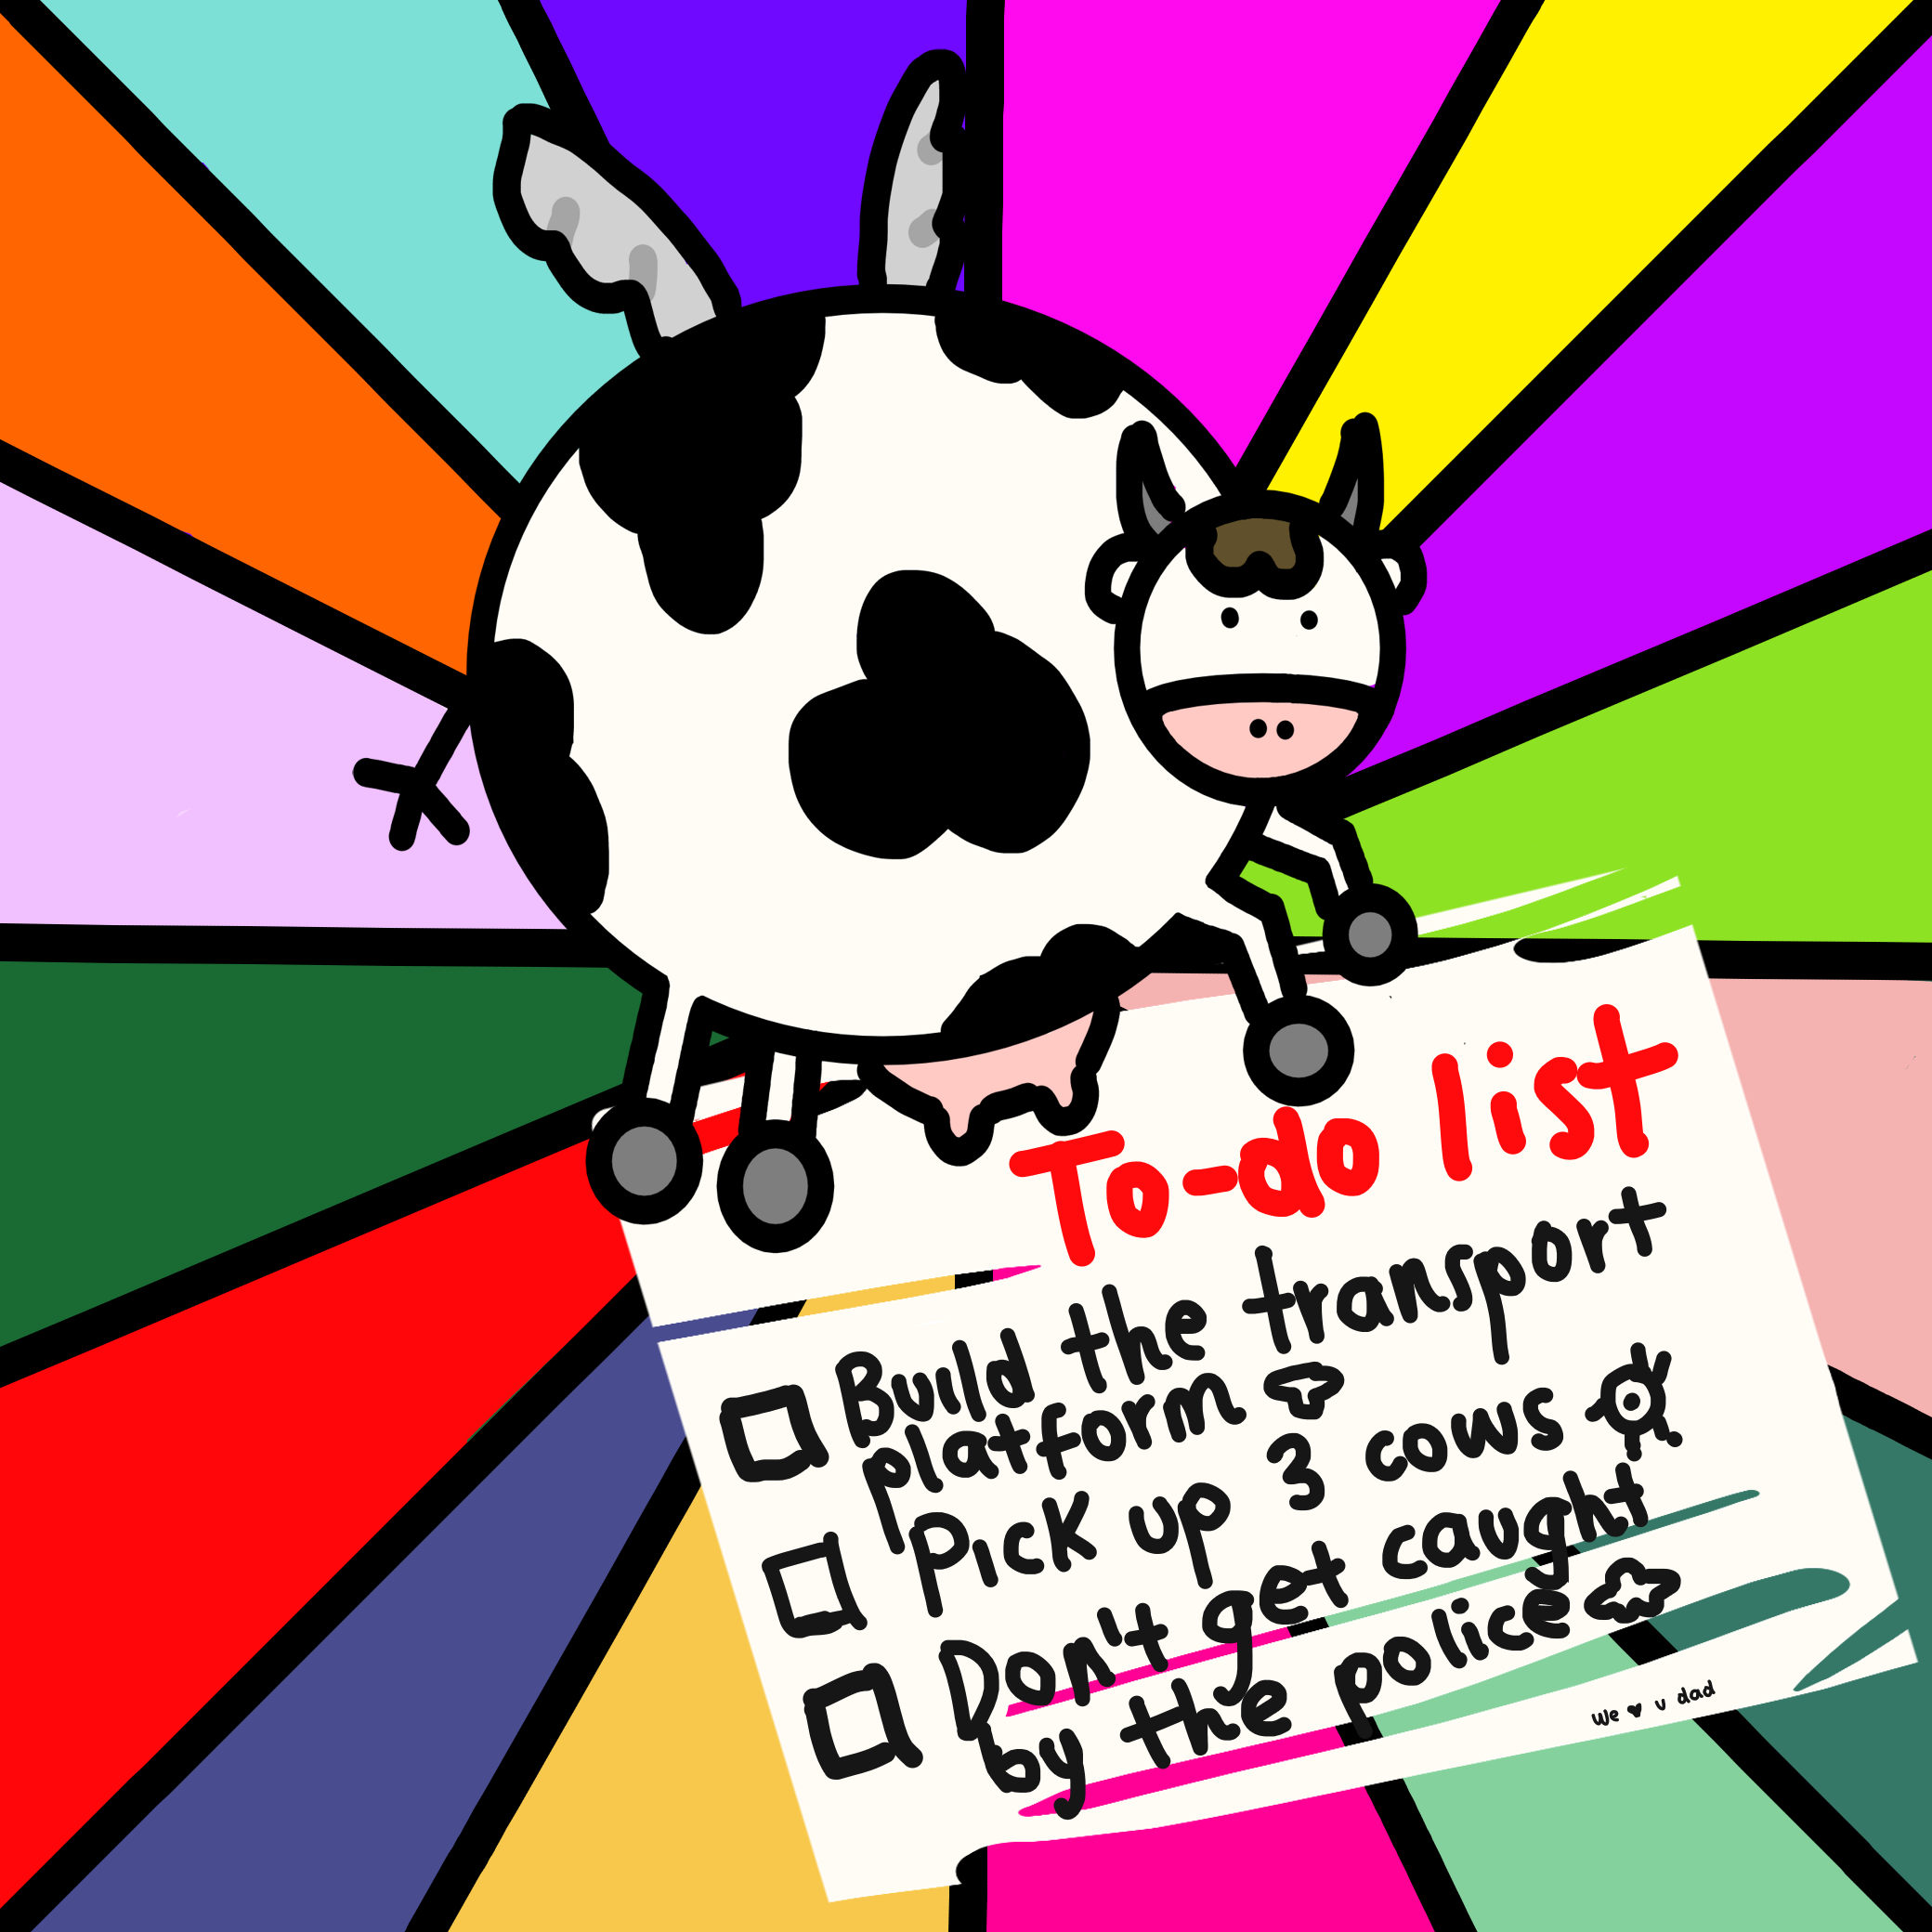 To-do list
Build the transport
platform
Pick up 3 cows
Don't get caught
by the police
We ♥ u dad